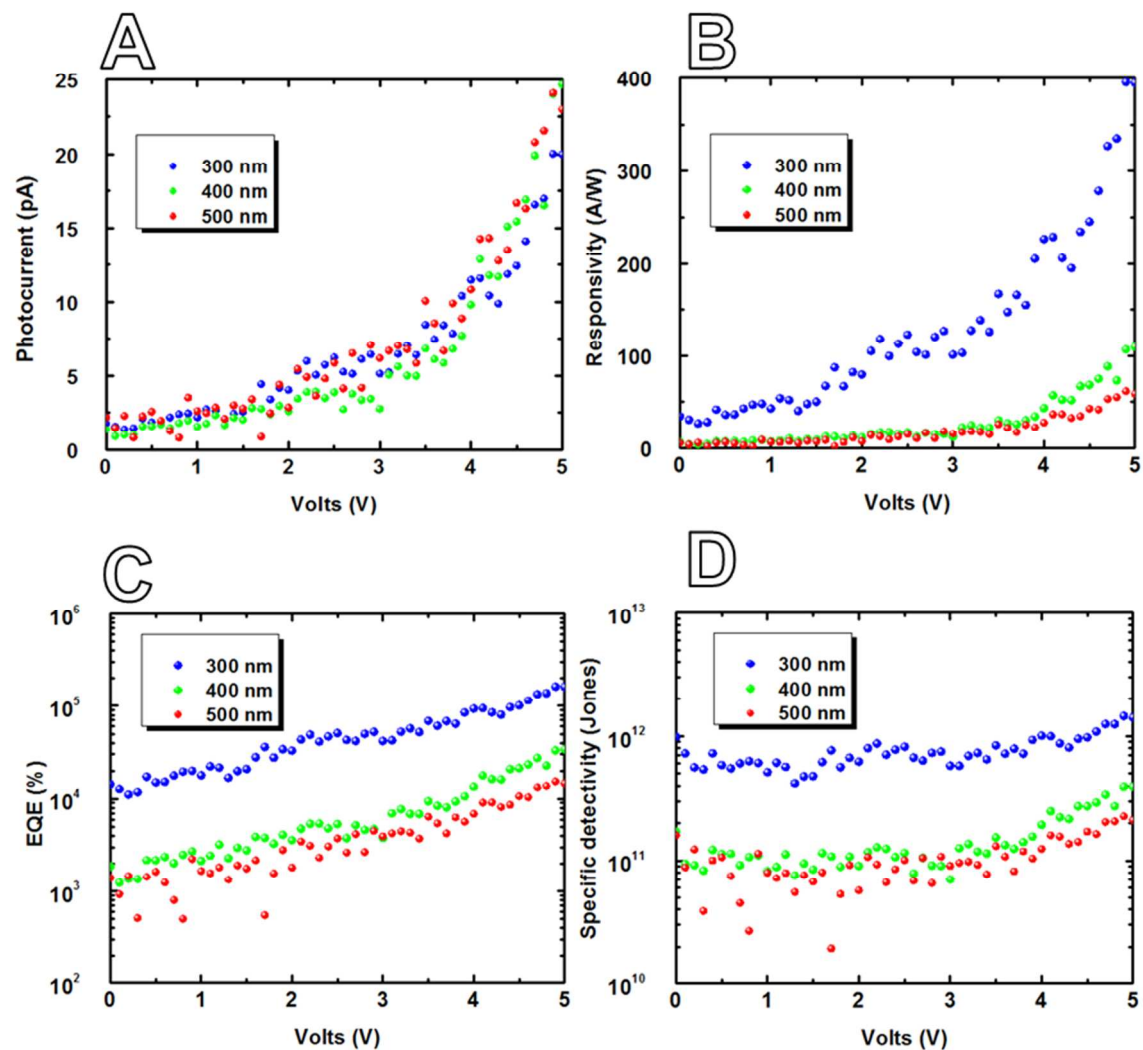 A
25
20
15
10
5
0
Photocurrent (pA)
300 nm
400 nm
500 nm
0 1 2 3 4 5
Volts (V)
B
400
300
200
100
0
Responsivity (A/W)
300 nm
400 nm
500 nm
0 1 2 3 4 5
Volts (V)
C
10⁶
10⁵
10⁴
10³
10²
EQE (%)
300 nm
400 nm
500 nm
0 1 2 3 4 5
Volts (V)
D
10¹³
10¹²
10¹¹
10¹⁰
Specific detectivity (Jones)
300 nm
400 nm
500 nm
0 1 2 3 4 5
Volts (V)